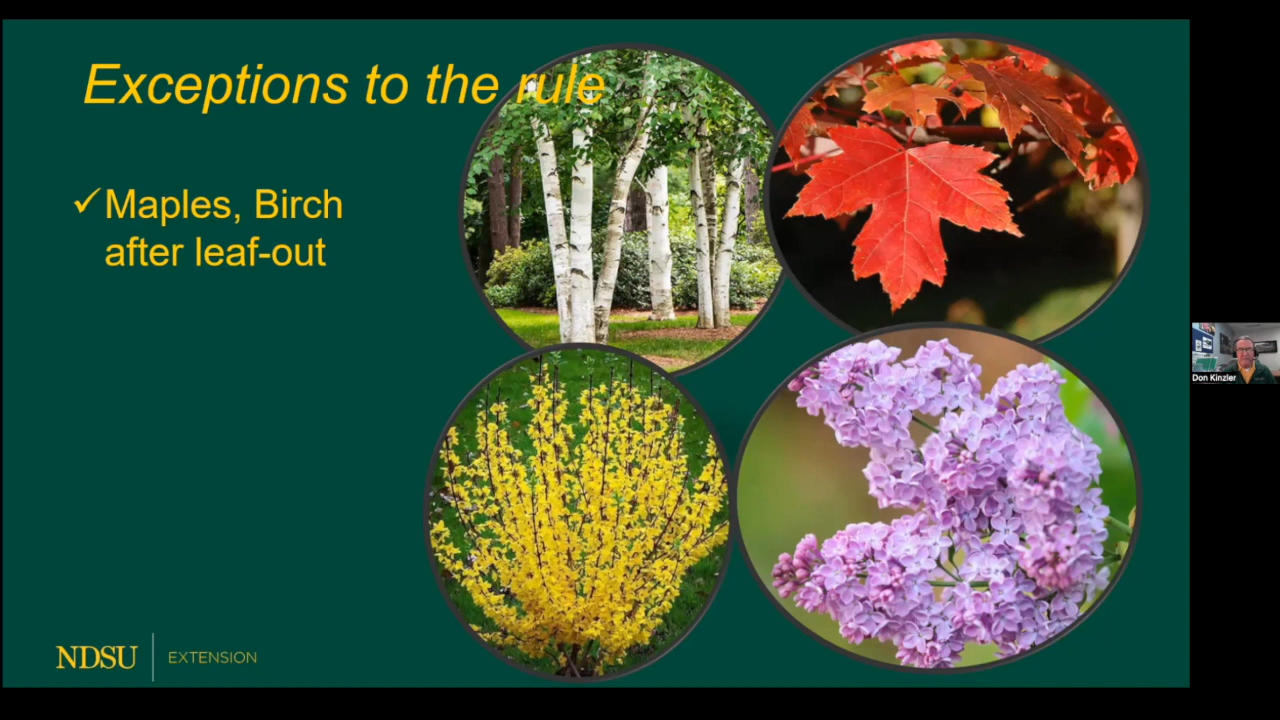 Exceptions to the rule
✓Maples, Birch
after leaf-out
NDSU EXTENSION
Don Kinzler